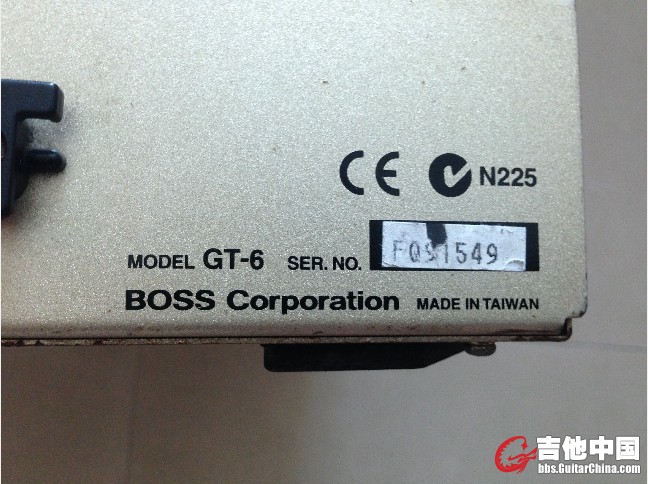 CE N225
MODEL GT-6 SER. NO. FQ91549
BOSS Corporation MADE IN TAIWAN
吉他中国
bbs.GuitarChina.com